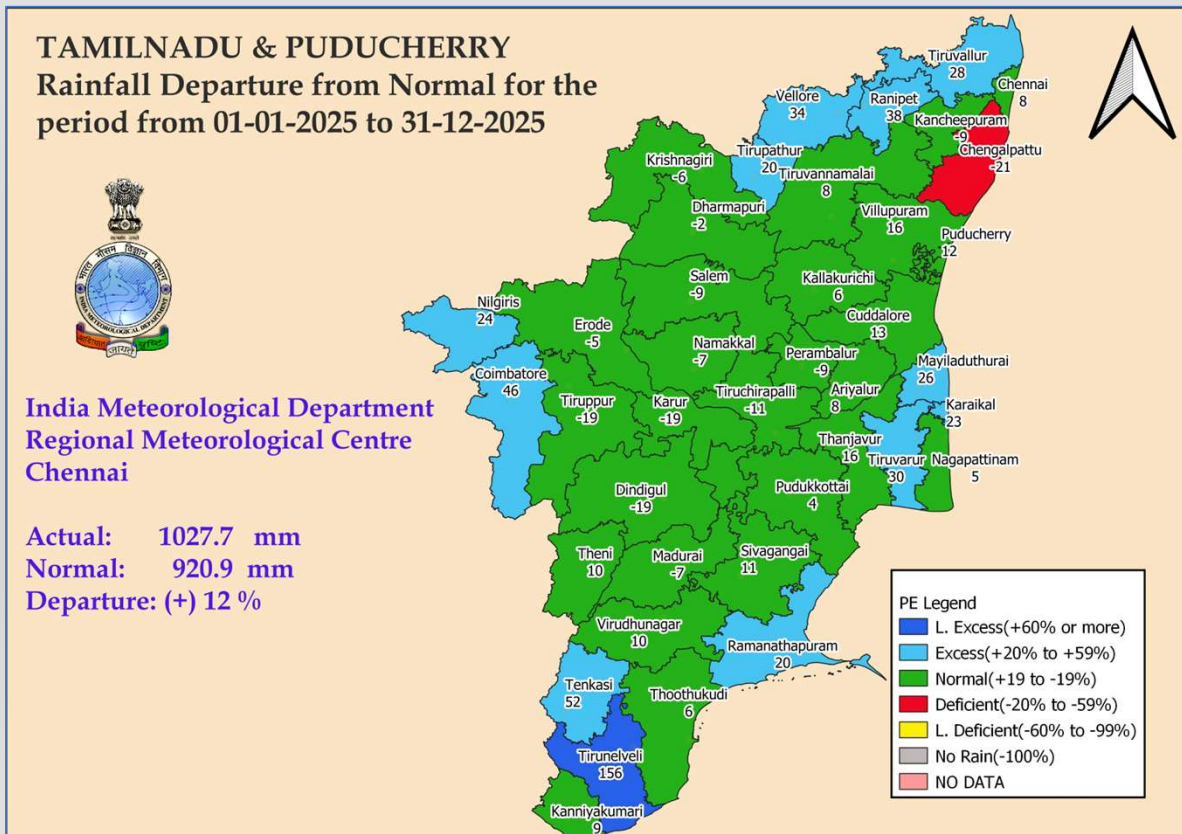 TAMILNADU & PUDUCHERRY
Rainfall Departure from Normal for the
period from 01-01-2025 to 31-12-2025
INDIA METEOROLOGICAL DEPARTMENT
India Meteorological Department
Regional Meteorological Centre
Chennai
Actual: 1027.7 mm
Normal: 920.9 mm
Departure: (+) 12 %
Tiruvallur
28
Chennai
8
Vellore
34
Ranipet
38
Kancheepuram
-9
Chengalpattu
-21
Tirupathur
20
Krishnagiri
-6
Tiruvannamalai
8
Dharmapuri
-2
Villupuram
16
Puducherry
12
Salem
-9
Kallakurichi
6
Nilgiris
24
Erode
-5
Cuddalore
13
Namakkal
-7
Perambalur
-9
Mayiladuthurai
26
Coimbatore
46
Tiruppur
-19
Karur
-19
Tiruchirapalli
-11
Ariyalur
8
Karaikal
23
Thanjavur
16
Tiruvarur
30
Nagapattinam
5
Dindigul
-19
Pudukkottai
4
Theni
10
Madurai
-7
Sivagangai
11
Virudhunagar
10
Ramanathapuram
20
Tenkasi
52
Thoothukudi
6
Tirunelveli
156
Kanniyakumari
9
PE Legend
L. Excess(+60% or more)
Excess(+20% to +59%)
Normal(+19 to -19%)
Deficient(-20% to -59%)
L. Deficient(-60% to -99%)
No Rain(-100%)
NO DATA